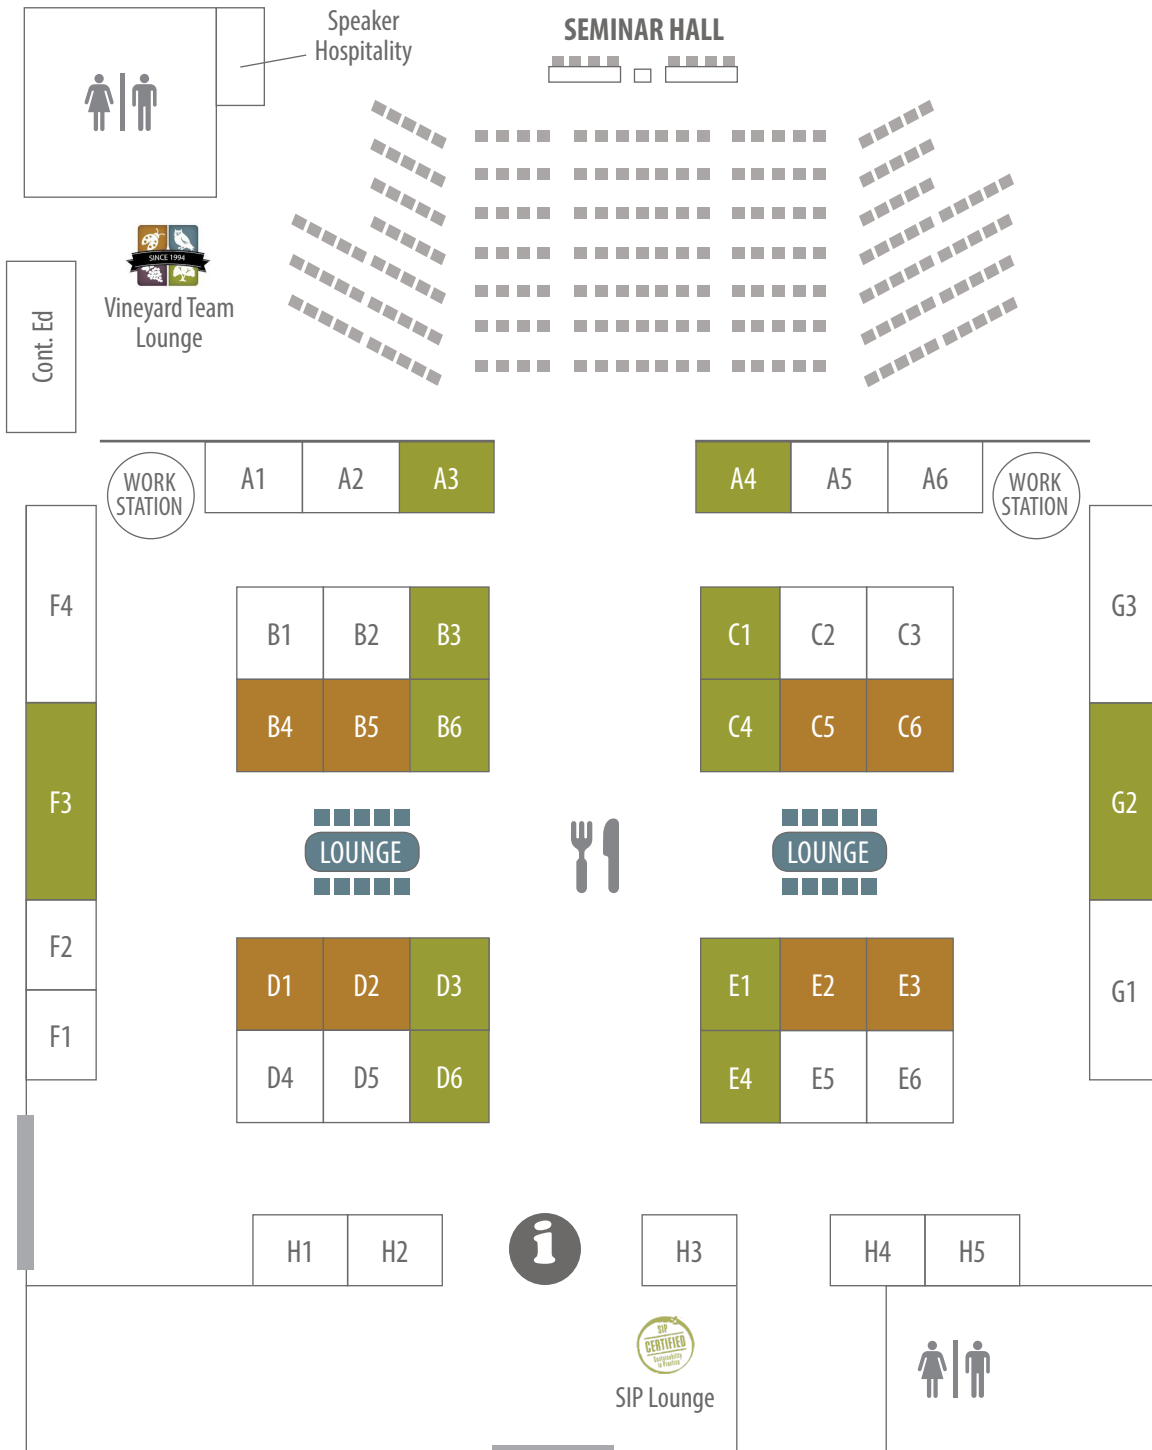 Speaker
Hospitality
SEMINAR HALL
SINCE 1994
Vineyard Team
Lounge
Cont. Ed
WORK
STATION
A1
A2
A3
A4
A5
A6
WORK
STATION
F4
B1
B2
B3
C1
C2
C3
G3
B4
B5
B6
C4
C5
C6
F3
G2
LOUNGE
LOUNGE
F2
D1
D2
D3
E1
E2
E3
G1
F1
D4
D5
D6
E4
E5
E6
H1
H2
i
H3
H4
H5
SIP
CERTIFIED
Sustainability
in Practice
SIP Lounge